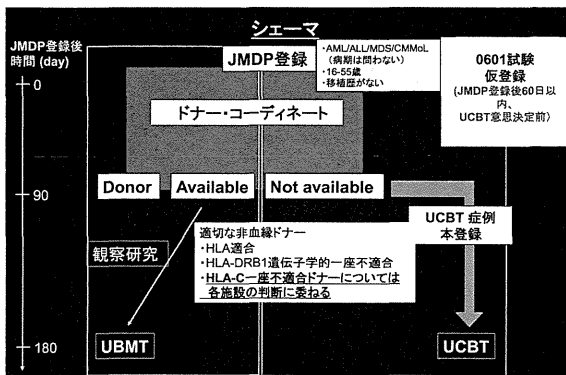 シェーマ
JMDP登録後
時間 (day)
JMDP登録
・AML/ALL/MDS/CMMoL
(病期は問わない)
・16-55歳
・移植歴がない
0601試験
仮登録
(JMDP登録後60日以
内、
UCBT意思決定前)
0
ドナー・コーディネート
90
Donor
Available
Not available
UCBT 症例
本登録
適切な非血縁ドナー
・HLA適合
・HLA-DRB1遺伝子学的一座不適合
・HLA-C一座不適合ドナーについては
各施設の判断に委ねる
観察研究
180
UBMT
UCBT